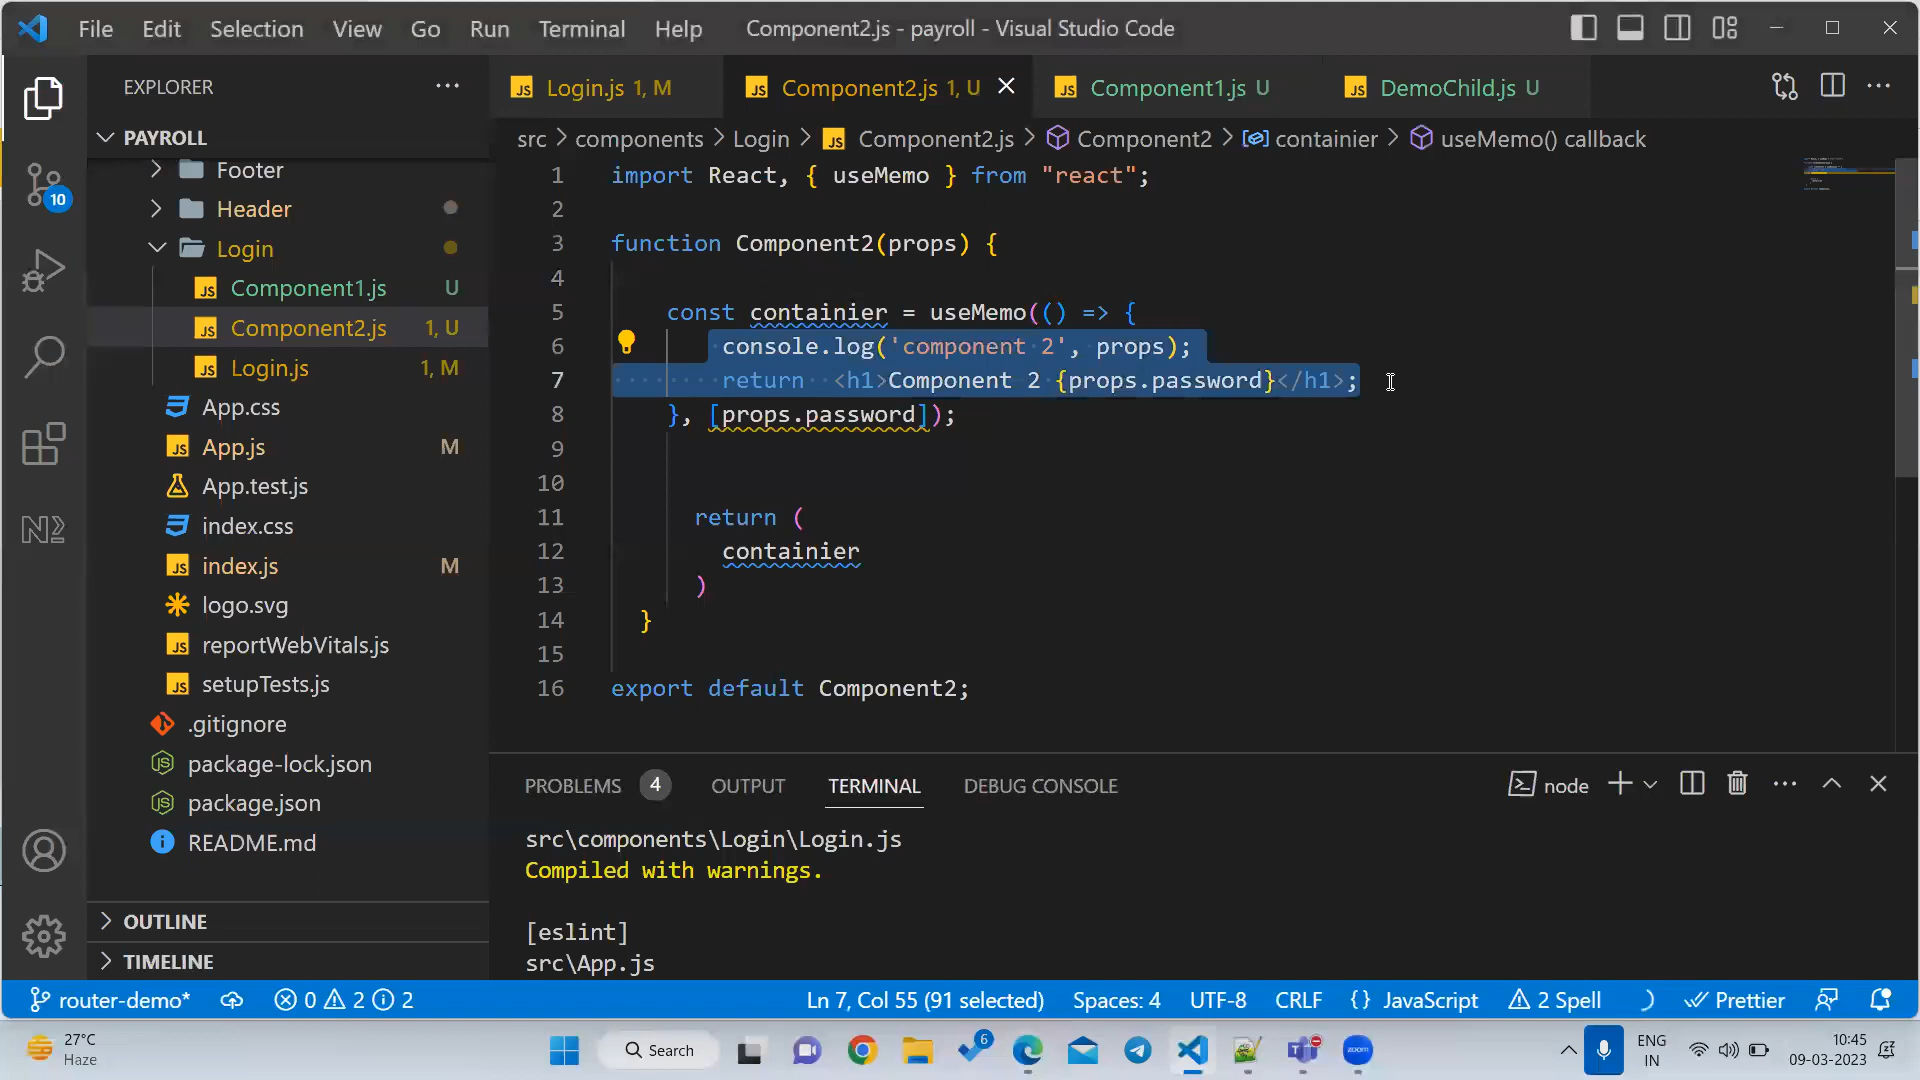 File Edit Selection View Go Run Terminal Help Component2.js - payroll - Visual Studio Code
EXPLORER
Login.js 1, M
Component2.js 1, U
Component1.js U
DemoChild.js U
PAYROLL
src > components > Login > Component2.js > Component2 > containier > useMemo() callback
Footer
Header
Login
Component1.js U
Component2.js 1, U
Login.js 1, M
App.css
App.js M
App.test.js
index.css
index.js M
logo.svg
reportWebVitals.js
setupTests.js
.gitignore
package-lock.json
package.json
README.md
OUTLINE
TIMELINE
10
1 import React, { useMemo } from "react";
2
3 function Component2(props) {
4
5 const containier = useMemo(() => {
6 console.log('component 2', props);
7 return <h1>Component 2 {props.password}</h1>;
8 }, [props.password]);
9
10
11 return (
12 containier
13 )
14 }
15
16 export default Component2;
PROBLEMS 4 OUTPUT TERMINAL DEBUG CONSOLE
node
src\components\Login\Login.js
Compiled with warnings.
[eslint]
src\App.js
router-demo* 0 2 2
Ln 7, Col 55 (91 selected) Spaces: 4 UTF-8 CRLF {} JavaScript 2 Spell Prettier
27°C
Haze
Search
6
zoom
ENG
IN
10:45
09-03-2023